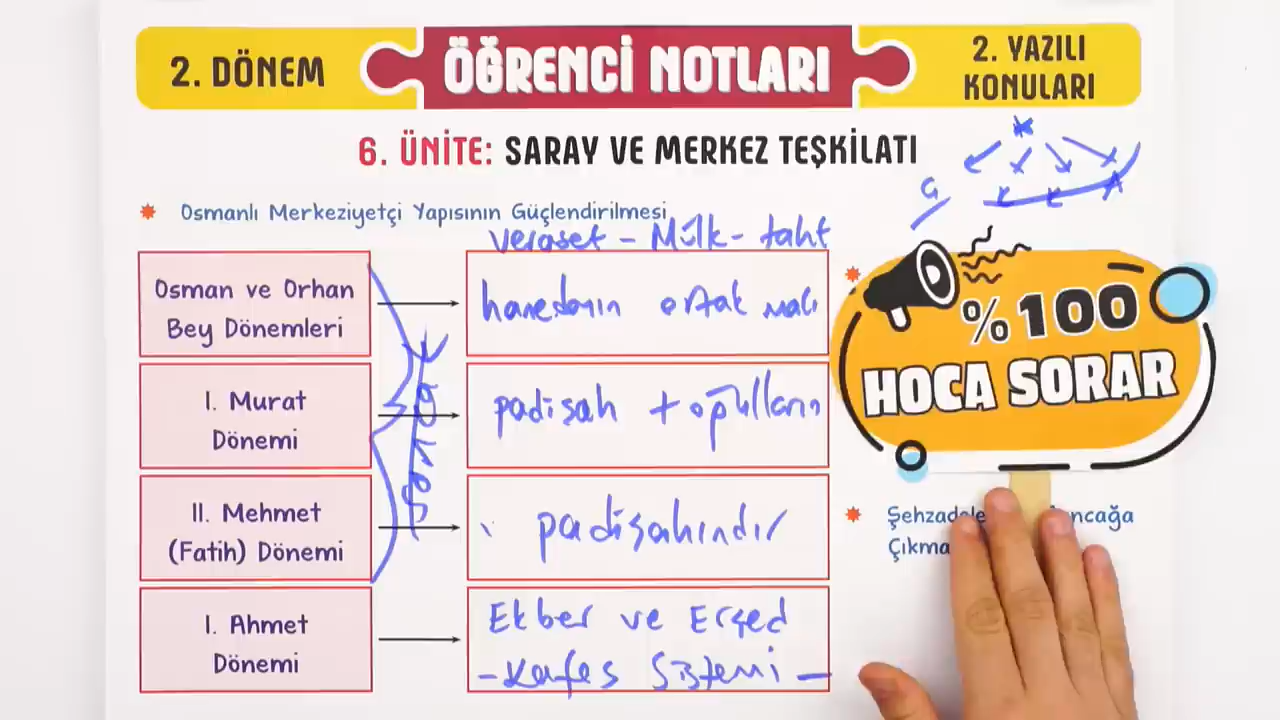 2. DÖNEM
ÖĞRENCİ NOTLARI
2. YAZILI
KONULARI
6. ÜNİTE: SARAY VE MERKEZ TEŞKİLATI
Osmanlı Merkeziyetçi Yapısının Güçlendirilmesi
veraset - Mülk - taht
Osman ve Orhan
Bey Dönemleri
hanedanın ortak malı
I. Murat
Dönemi
padişah + oğulların
II. Mehmet
(Fatih) Dönemi
padişahındır
I. Ahmet
Dönemi
Ekber ve Erşed
- Kafes Sistemi -
%100
HOCA SORAR
Çıkma